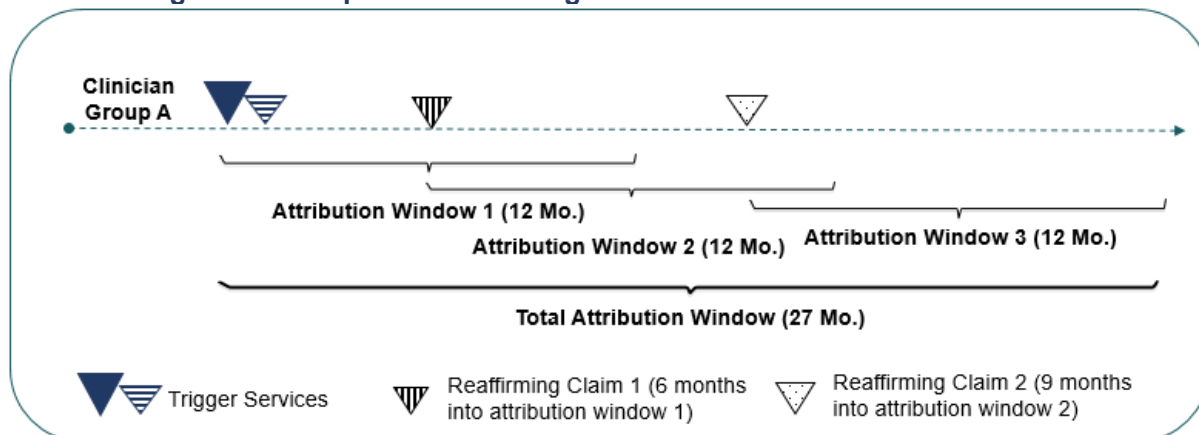 Clinician
Group A
Attribution Window 1 (12 Mo.)
Attribution Window 2 (12 Mo.)
Attribution Window 3 (12 Mo.)
Total Attribution Window (27 Mo.)
Trigger Services
Reaffirming Claim 1 (6 months
into attribution window 1)
Reaffirming Claim 2 (9 months
into attribution window 2)